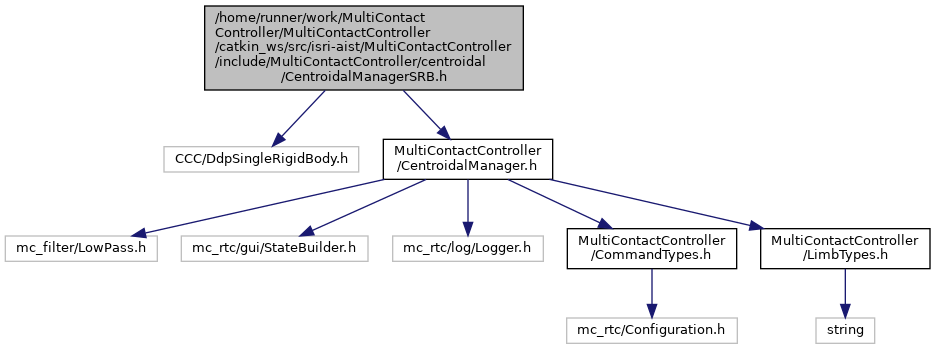 /home/runner/work/MultiContact
Controller/MultiContactController
/catkin_ws/src/isri-aist/MultiContactController
/include/MultiContactController/centroidal
/CentroidalManagerSRB.h
CCC/DdpSingleRigidBody.h
MultiContactController
/CentroidalManager.h
mc_filter/LowPass.h
mc_rtc/gui/StateBuilder.h
mc_rtc/log/Logger.h
MultiContactController
/CommandTypes.h
MultiContactController
/LimbTypes.h
mc_rtc/Configuration.h
string